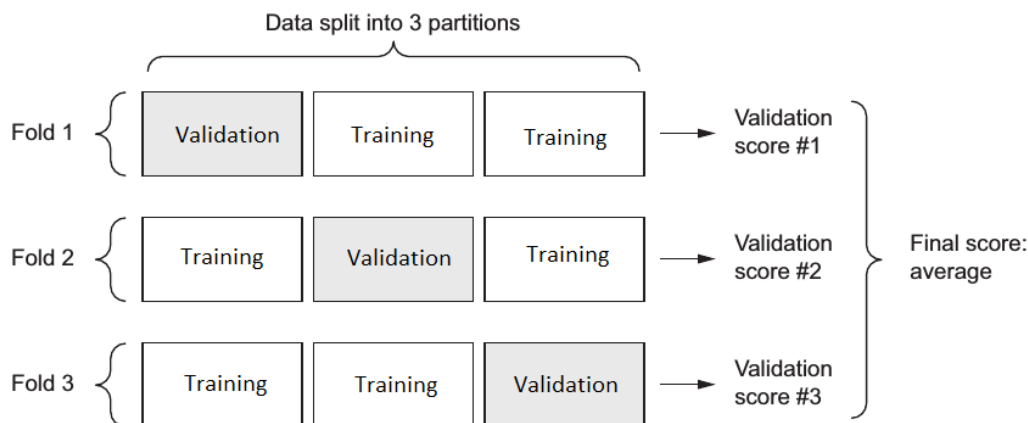 Data split into 3 partitions
Fold 1
Validation
Training
Training
Validation
score #1
Fold 2
Training
Validation
Training
Validation
score #2
Final score:
average
Fold 3
Training
Training
Validation
Validation
score #3